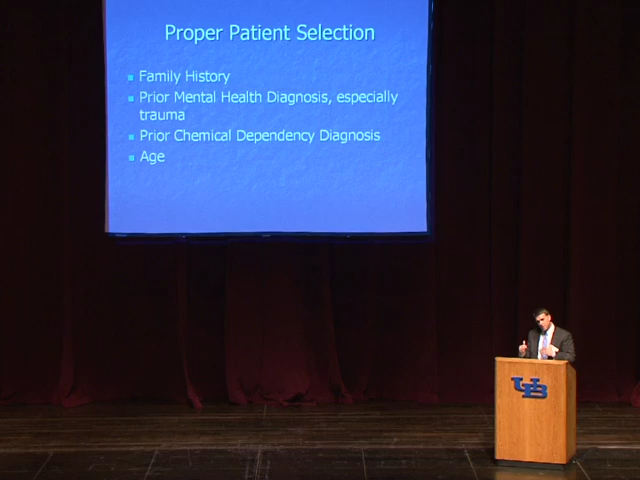 Proper Patient Selection
Family History
Prior Mental Health Diagnosis, especially
trauma
Prior Chemical Dependency Diagnosis
Age
UB